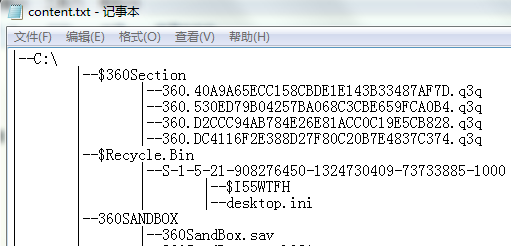 content.txt - 记事本
文件(F) 编辑(E) 格式(O) 查看(V) 帮助(H)
|--C:\
|--$360Section
|--360.40A9A65ECC158CBDE1E143B33487AF7D.q3q
|--360.530ED79B04257BA068C3CBE659FCA0B4.q3q
|--360.D2CCC94AB784E26E81ACC0C19E5CB828.q3q
|--360.DC4116F2E388D27F80C20B7E4837C374.q3q
|--$Recycle.Bin
|--S-1-5-21-908276450-1324730409-73733885-1000
|--$I55WTFH
|--desktop.ini
|--360SANDBOX
|--360SandBox.sav